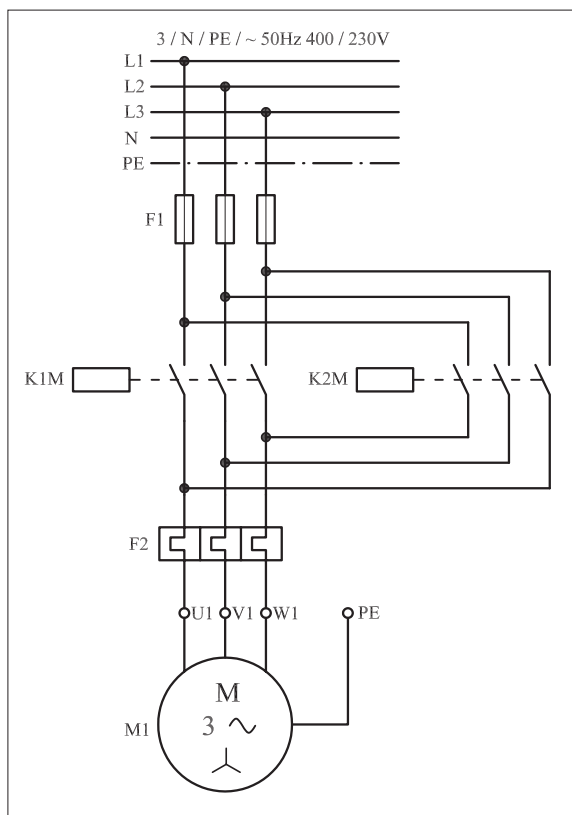 3 / N / PE / ~ 50Hz 400 / 230V
L1
L2
L3
N
PE
F1
K1M
K2M
F2
U1 V1 W1 PE
M
M1
3